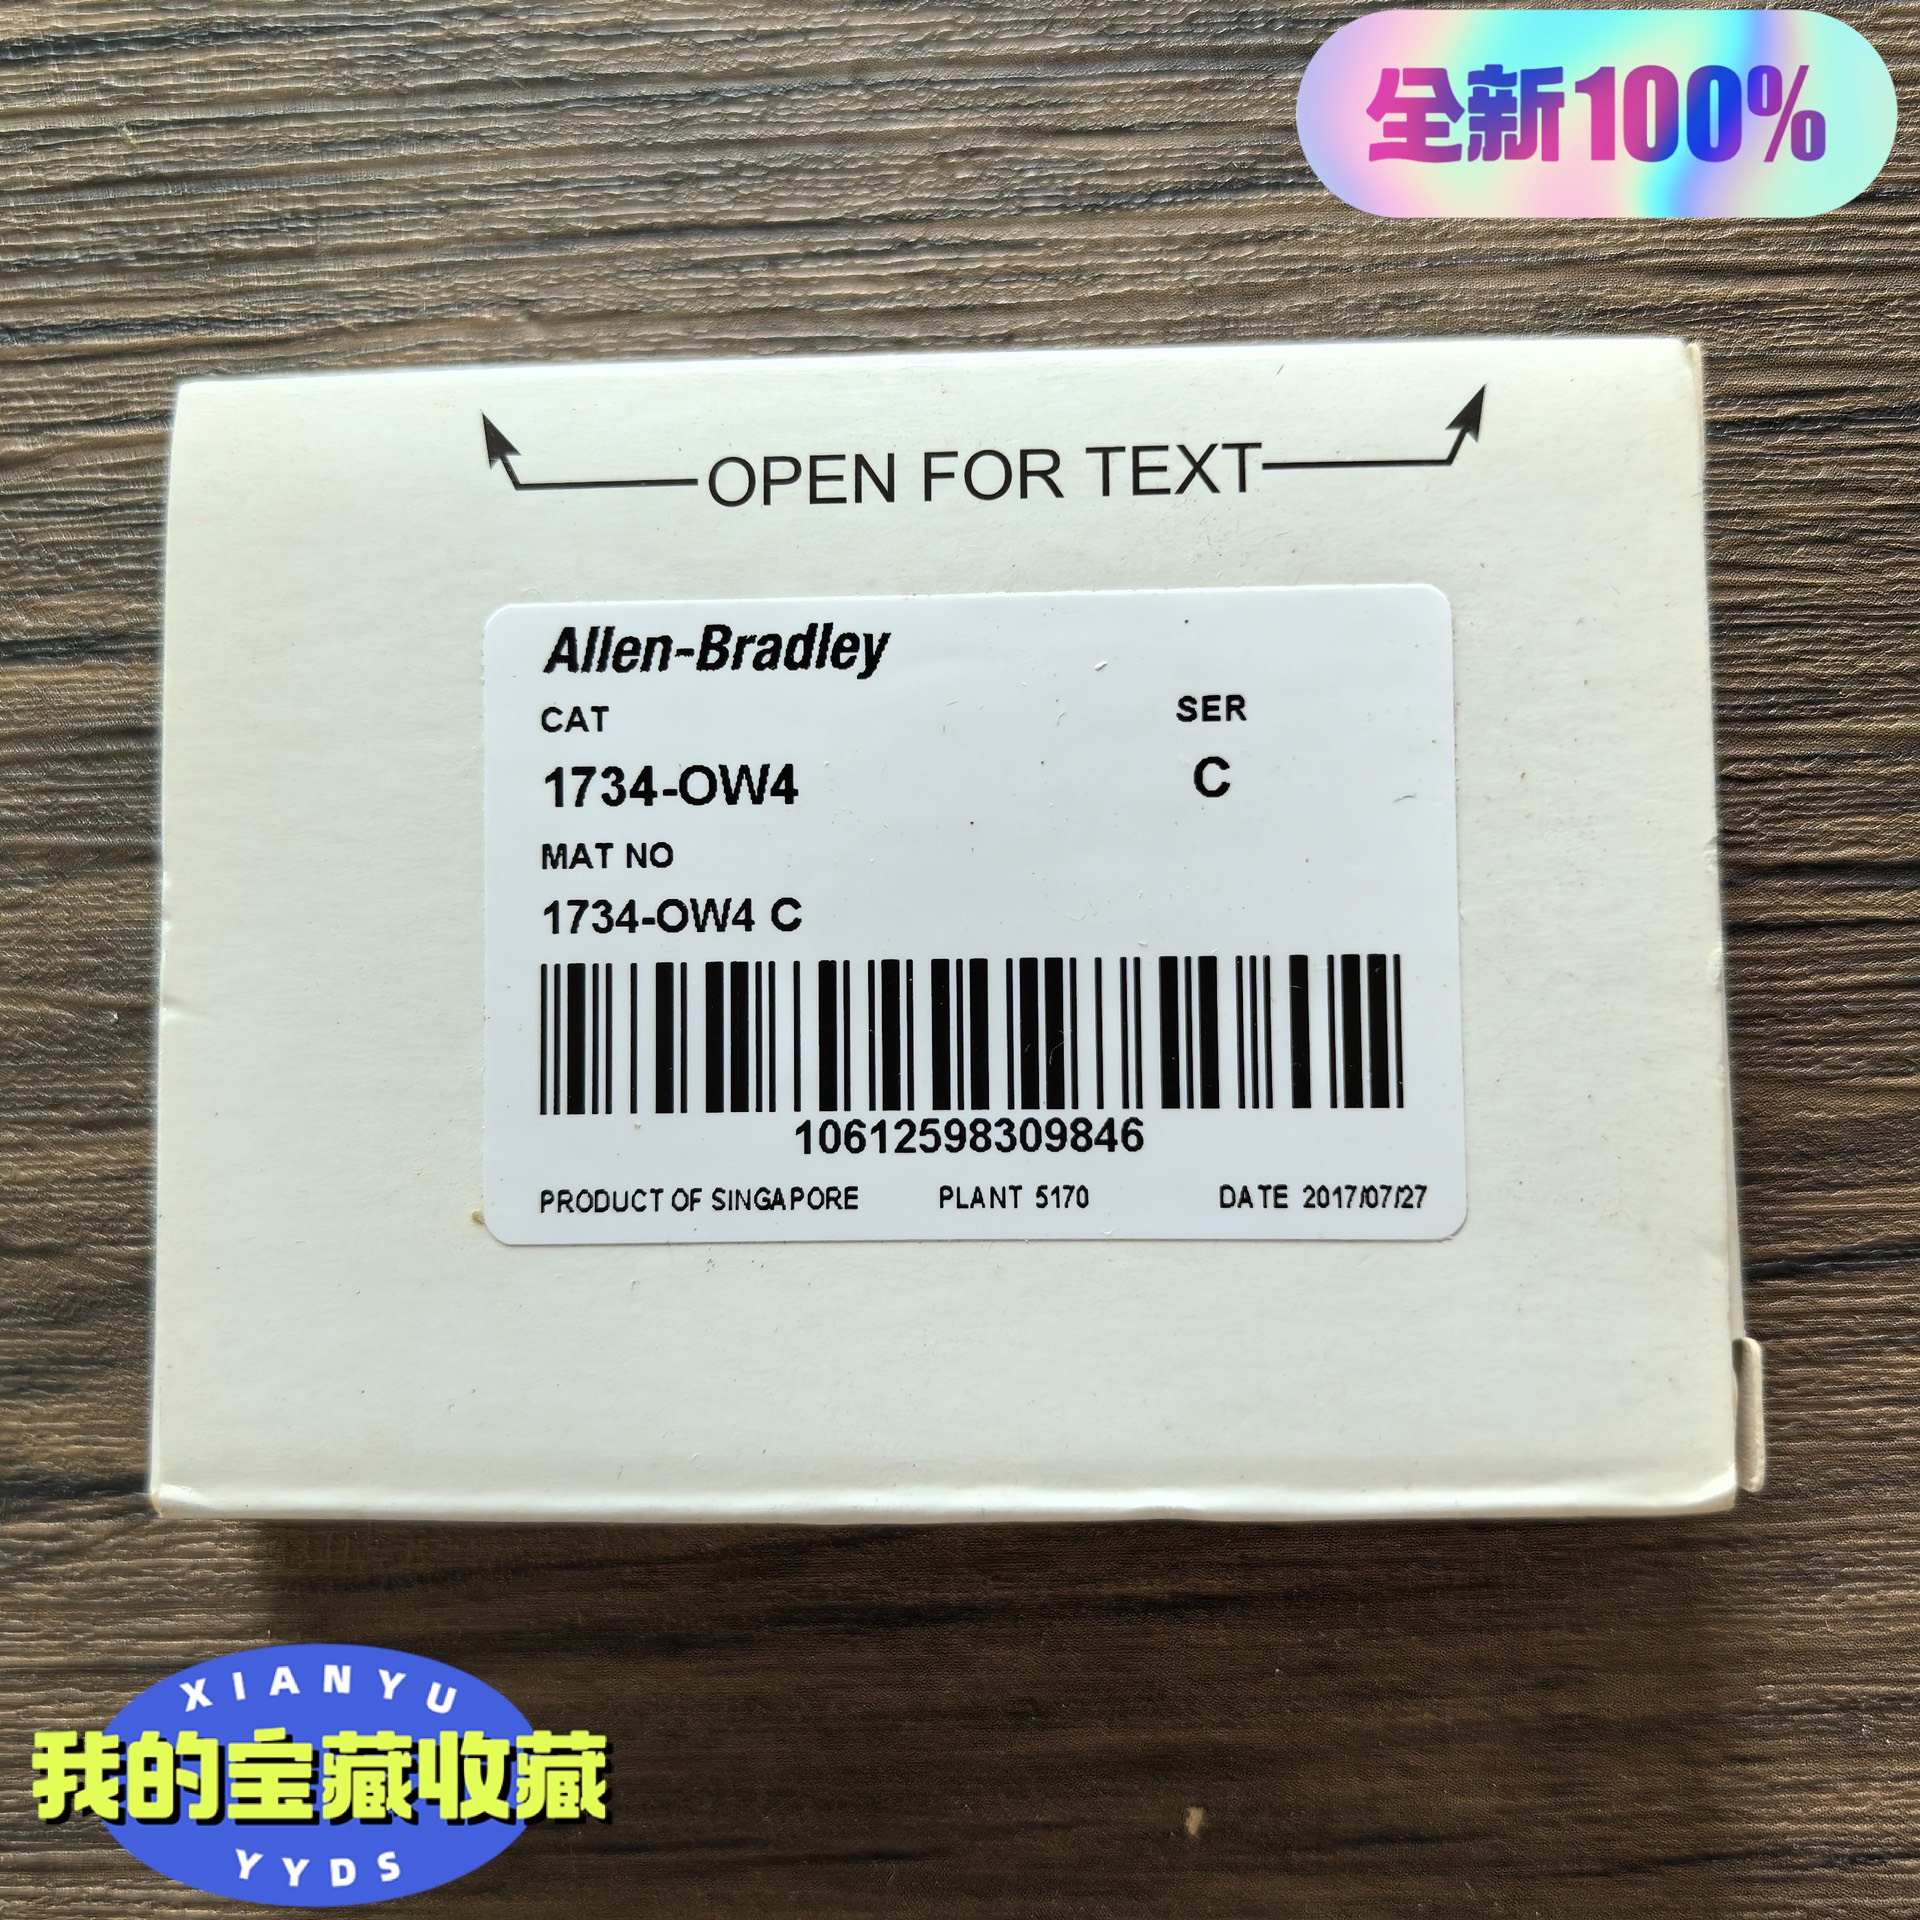 全新100%
OPEN FOR TEXT
Allen-Bradley
CAT SER
1734-OW4 C
MAT NO
1734-OW4 C
10612598309846
PRODUCT OF SINGAPORE PLANT 5170 DATE 2017/07/27
XIANYU
我的宝藏收藏
YYDS